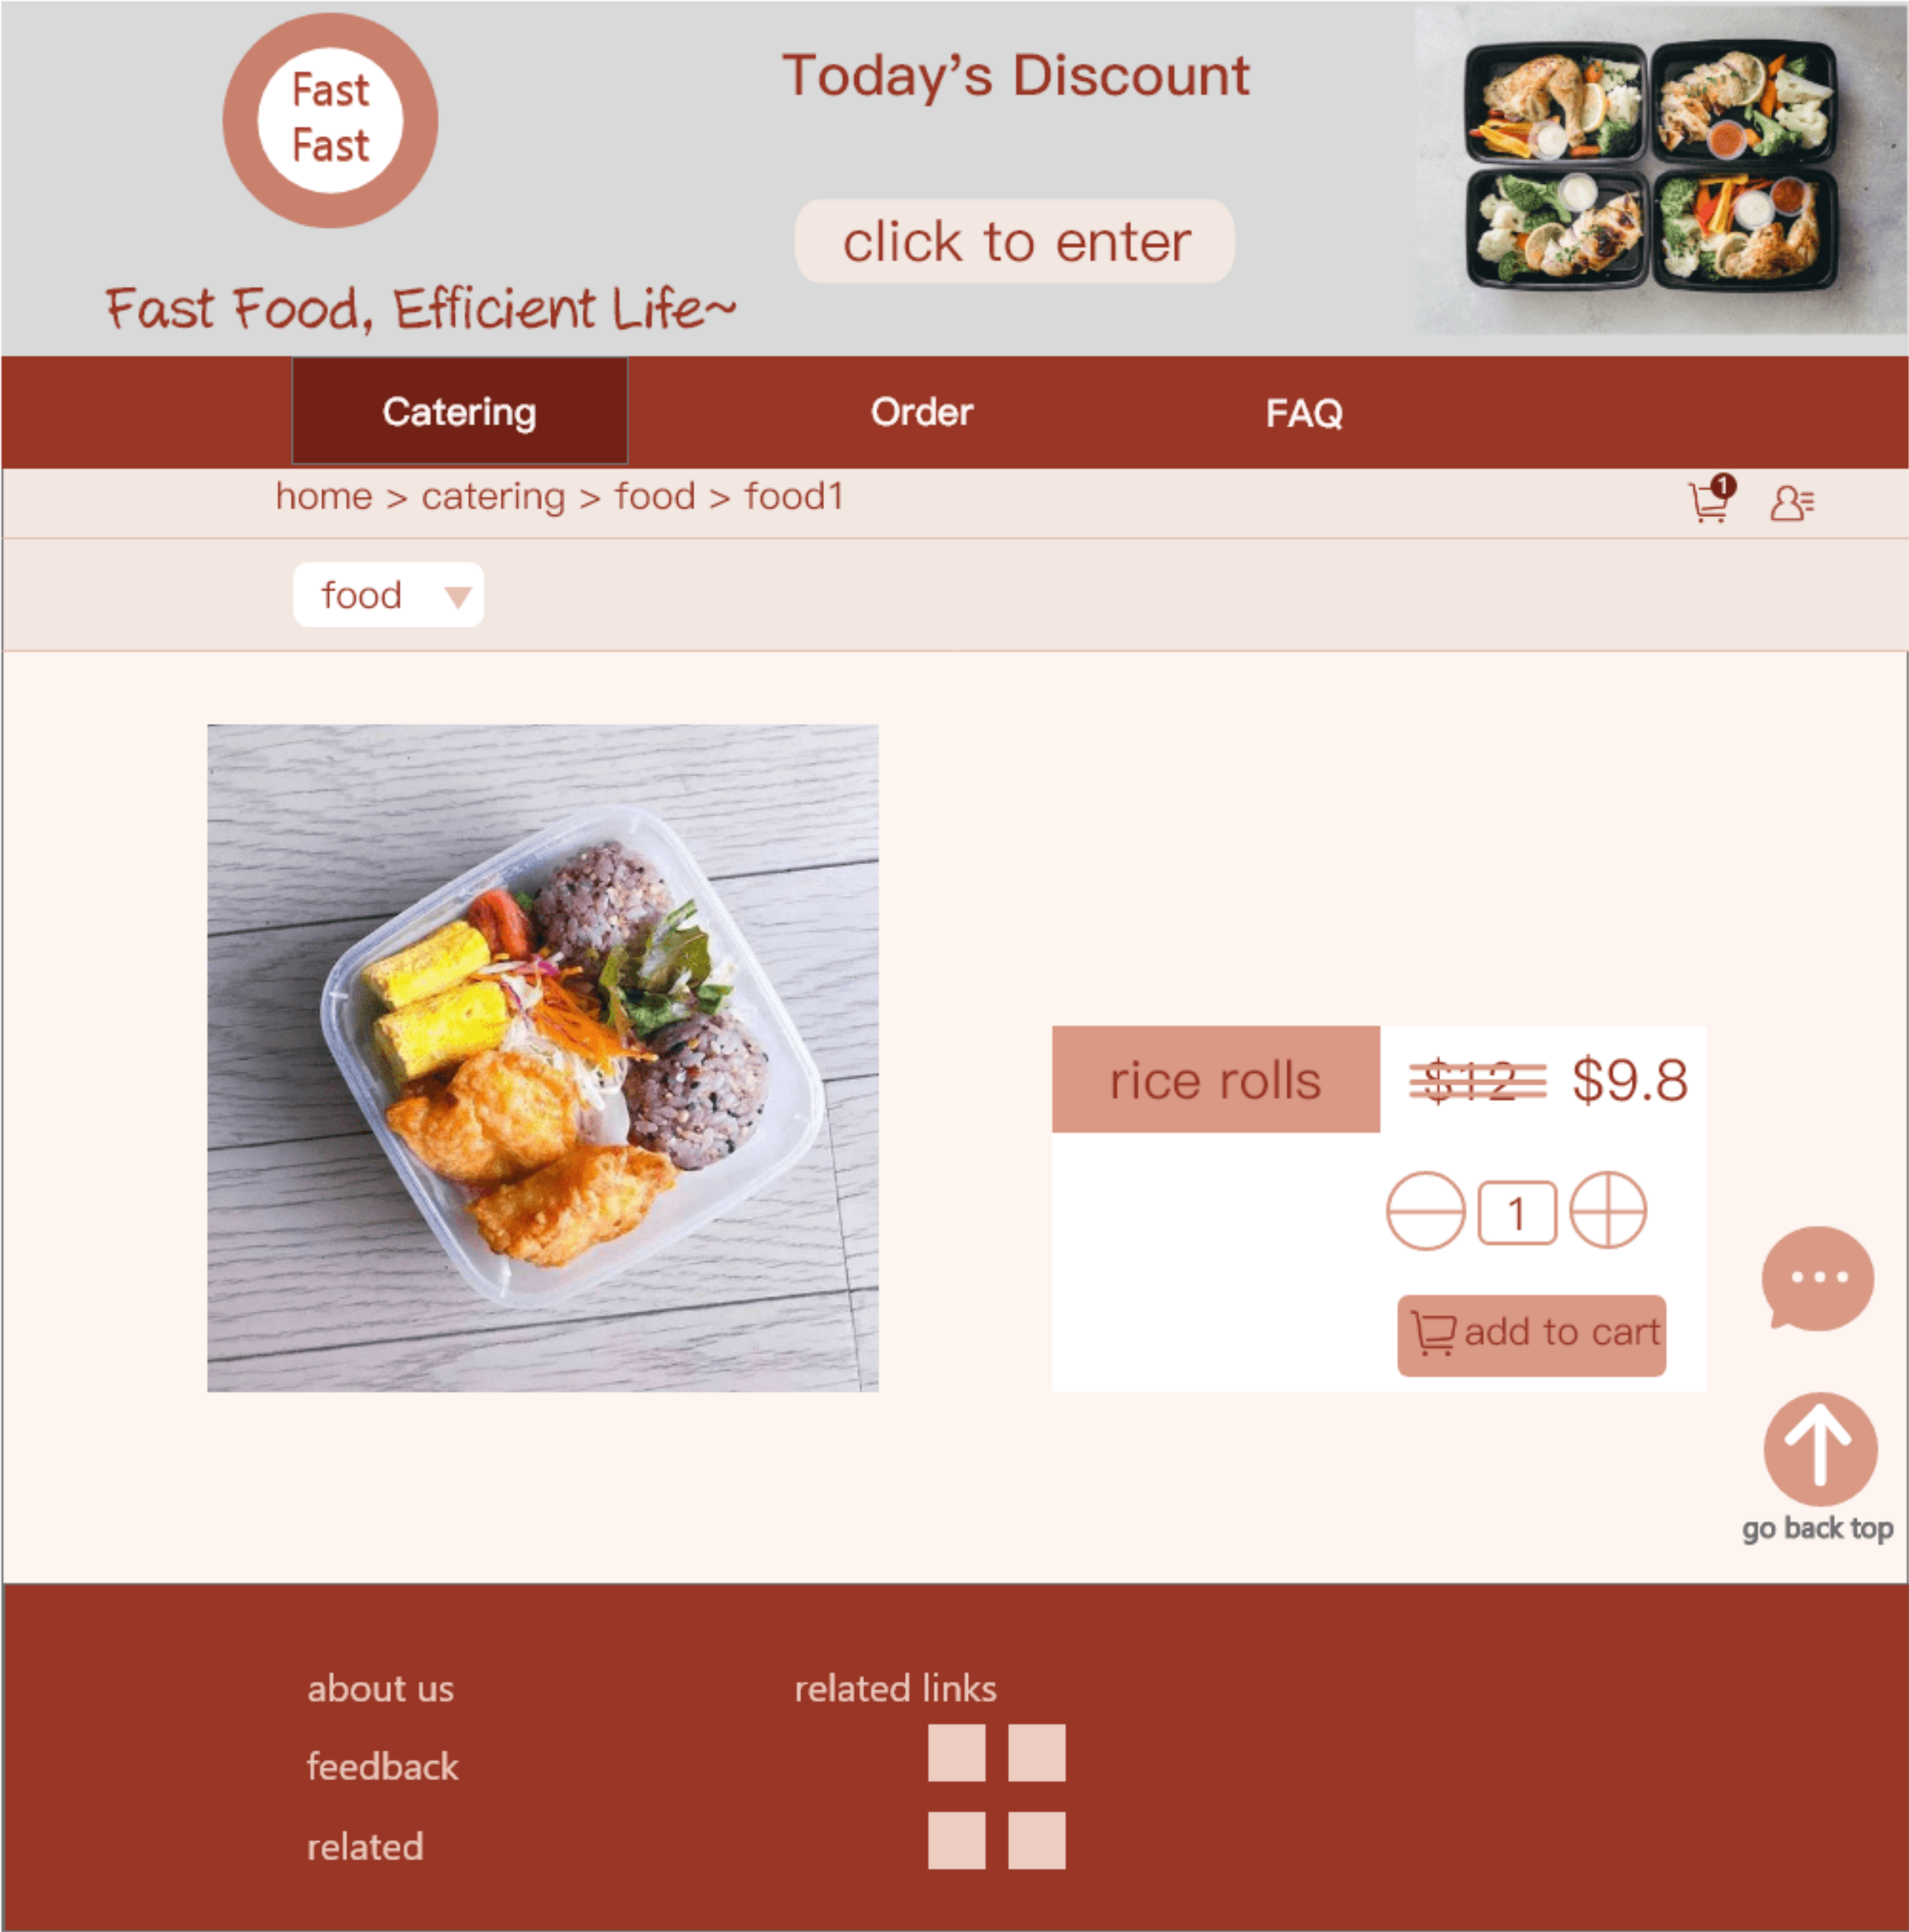 Fast
Fast
Today's Discount
click to enter
Fast Food, Efficient Life~
Catering
Order
FAQ
home > catering > food > food1
1
food
rice rolls
$12
$9.8
1
add to cart
go back top
about us
related links
feedback
related